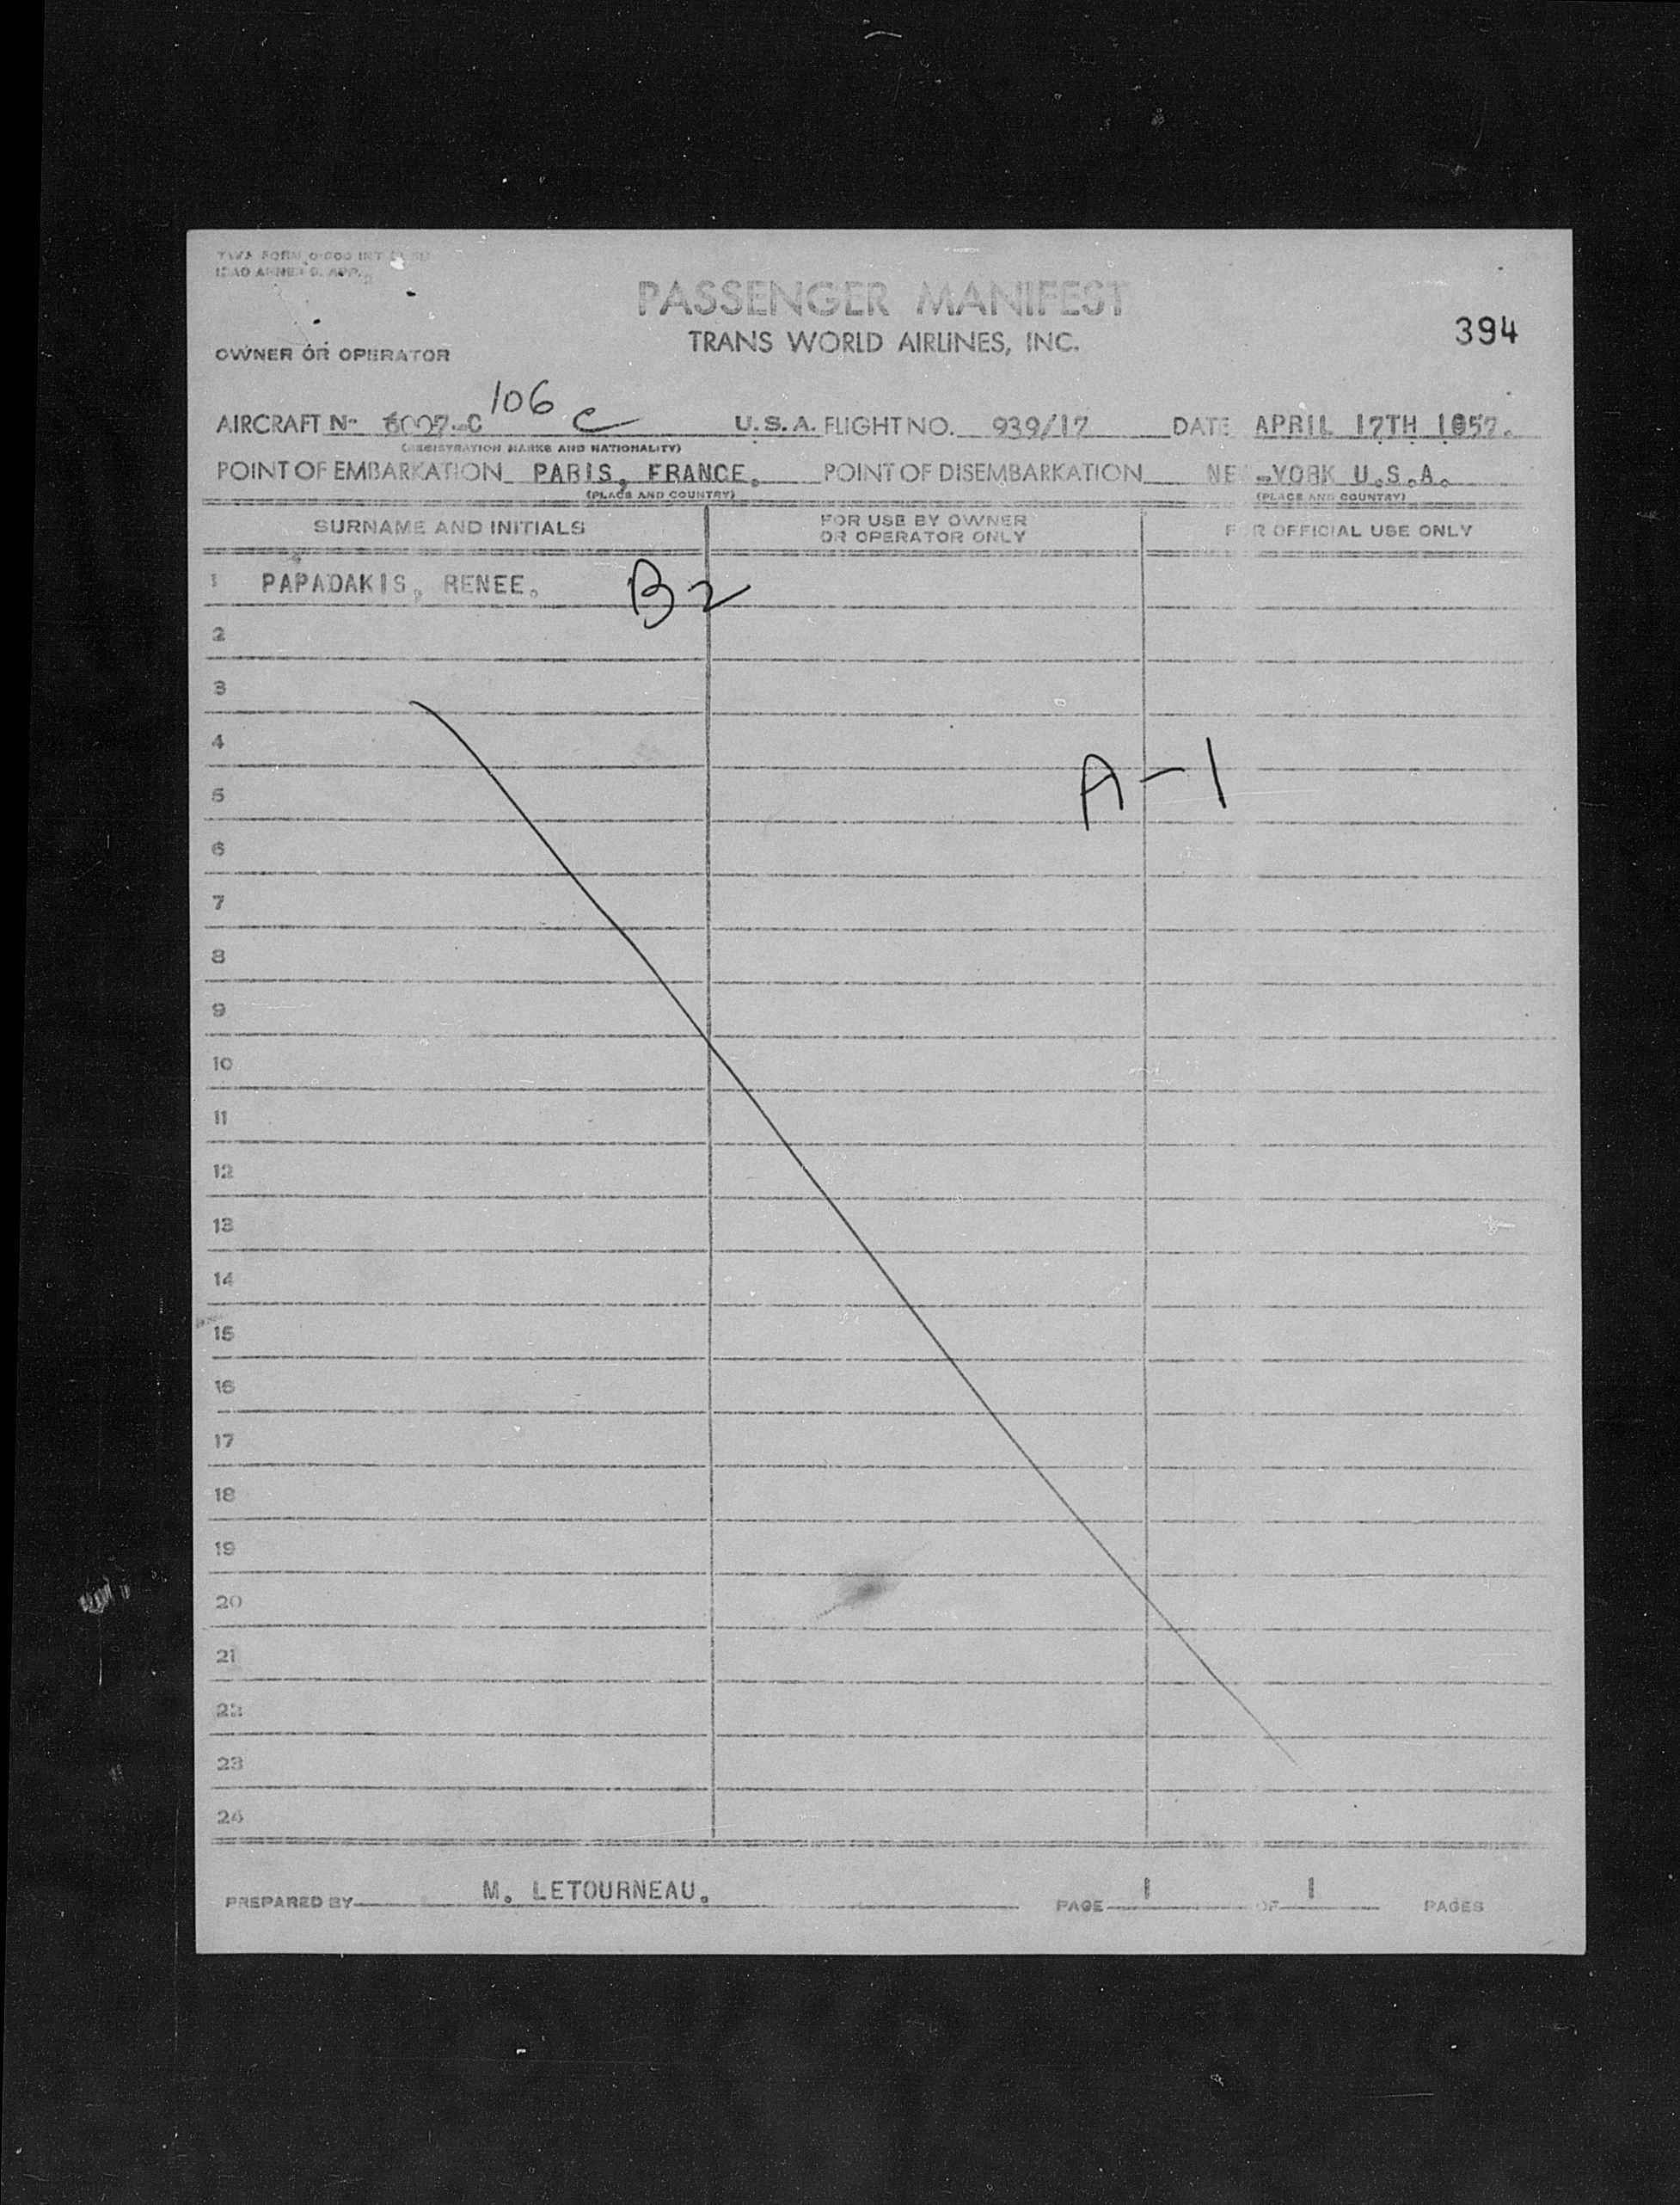 PASSENGER MANIFEST
TRANS WORLD AIRLINES, INC.
394
OWNER OR OPERATOR
106 C
AIRCRAFT No. 6007-C U.S.A. FLIGHT NO. 939/17 DATE APRIL 17TH 1957.
(REGISTRATION MARKS AND NATIONALITY)
POINT OF EMBARKATION PARIS, FRANCE. POINT OF DISEMBARKATION NE -YORK U.S.A.
(PLACE AND COUNTRY) (PLACE AND COUNTRY)
SURNAME AND INITIALS FOR USE BY OWNER OR OPERATOR ONLY F R OFFICIAL USE ONLY
1 PAPADAKIS, RENEE. B2
2
3
4
A-1
5
6
7
8
9
10
11
12
13
14
15
16
17
18
19
20
21
22
23
24
PREPARED BY M. LETOURNEAU. PAGE 1 OF 1 PAGES